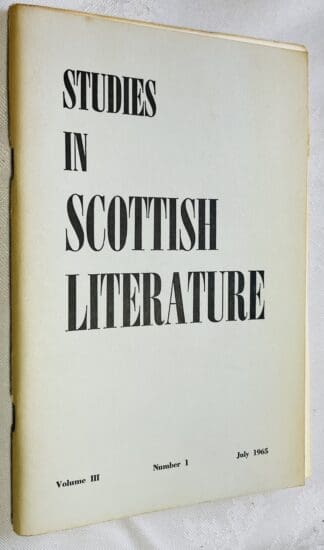 STUDIES
IN
SCOTTISH
LITERATURE
Volume III Number 1 July 1965